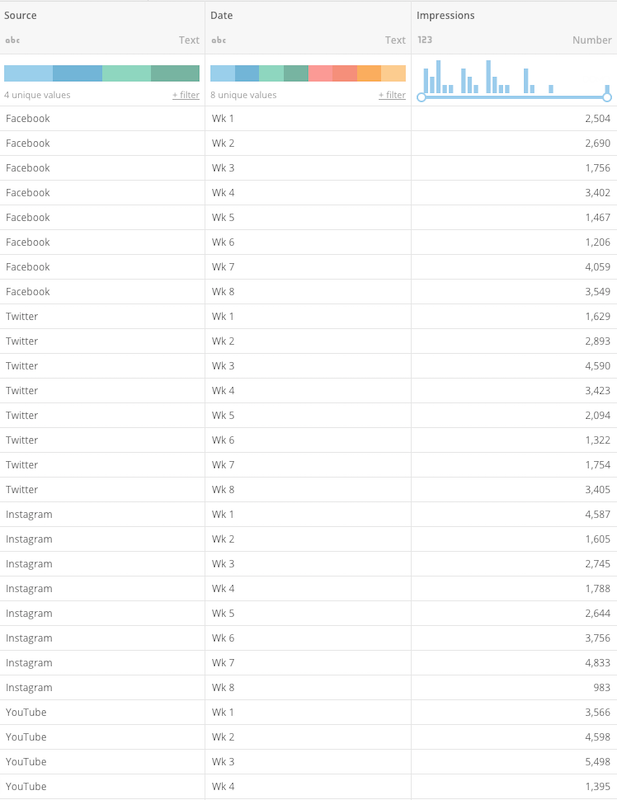 Source Date Impressions
abc Text abc Text 123 Number
4 unique values + filter 8 unique values + filter
Facebook Wk 1 2,504
Facebook Wk 2 2,690
Facebook Wk 3 1,756
Facebook Wk 4 3,402
Facebook Wk 5 1,467
Facebook Wk 6 1,206
Facebook Wk 7 4,059
Facebook Wk 8 3,549
Twitter Wk 1 1,629
Twitter Wk 2 2,893
Twitter Wk 3 4,590
Twitter Wk 4 3,423
Twitter Wk 5 2,094
Twitter Wk 6 1,322
Twitter Wk 7 1,754
Twitter Wk 8 3,405
Instagram Wk 1 4,587
Instagram Wk 2 1,605
Instagram Wk 3 2,745
Instagram Wk 4 1,788
Instagram Wk 5 2,644
Instagram Wk 6 3,756
Instagram Wk 7 4,833
Instagram Wk 8 983
YouTube Wk 1 3,566
YouTube Wk 2 4,598
YouTube Wk 3 5,498
YouTube Wk 4 1,395